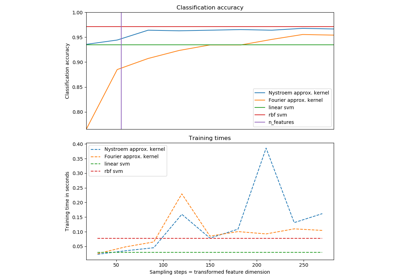 Classification accuracy
1.00
0.95
0.90
0.85
0.80
Classification accuracy
Nystroem approx. kernel
Fourier approx. kernel
linear svm
rbf svm
n_features
Training times
0.40
0.35
0.30
0.25
0.20
0.15
0.10
0.05
Training time in seconds
Nystroem approx. kernel
Fourier approx. kernel
linear svm
rbf svm
50
100
150
200
250
Sampling steps = transformed feature dimension